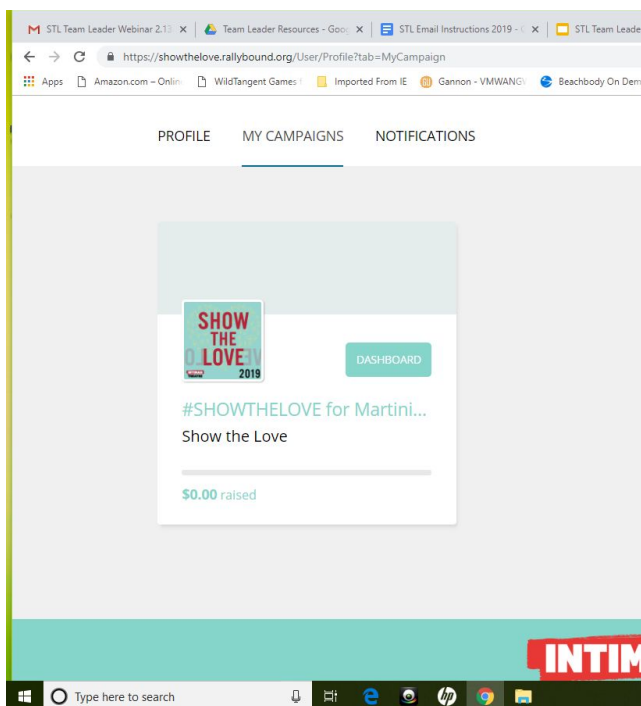 STL Team Leader Webinar 2.13
Team Leader Resources - Goog
STL Email Instructions 2019 -
STL Team Leade
https://showthelove.rallybound.org/User/Profile?tab=MyCampaign
Apps
Amazon.com – Onlin
WildTangent Games
Imported From IE
Gannon - VMWANG
Beachbody On Dem
PROFILE
MY CAMPAIGNS
NOTIFICATIONS
SHOW
THE
LOVE
2019
DASHBOARD
#SHOWTHELOVE for Martini...
Show the Love
$0.00 raised
INTIM
Type here to search
hp